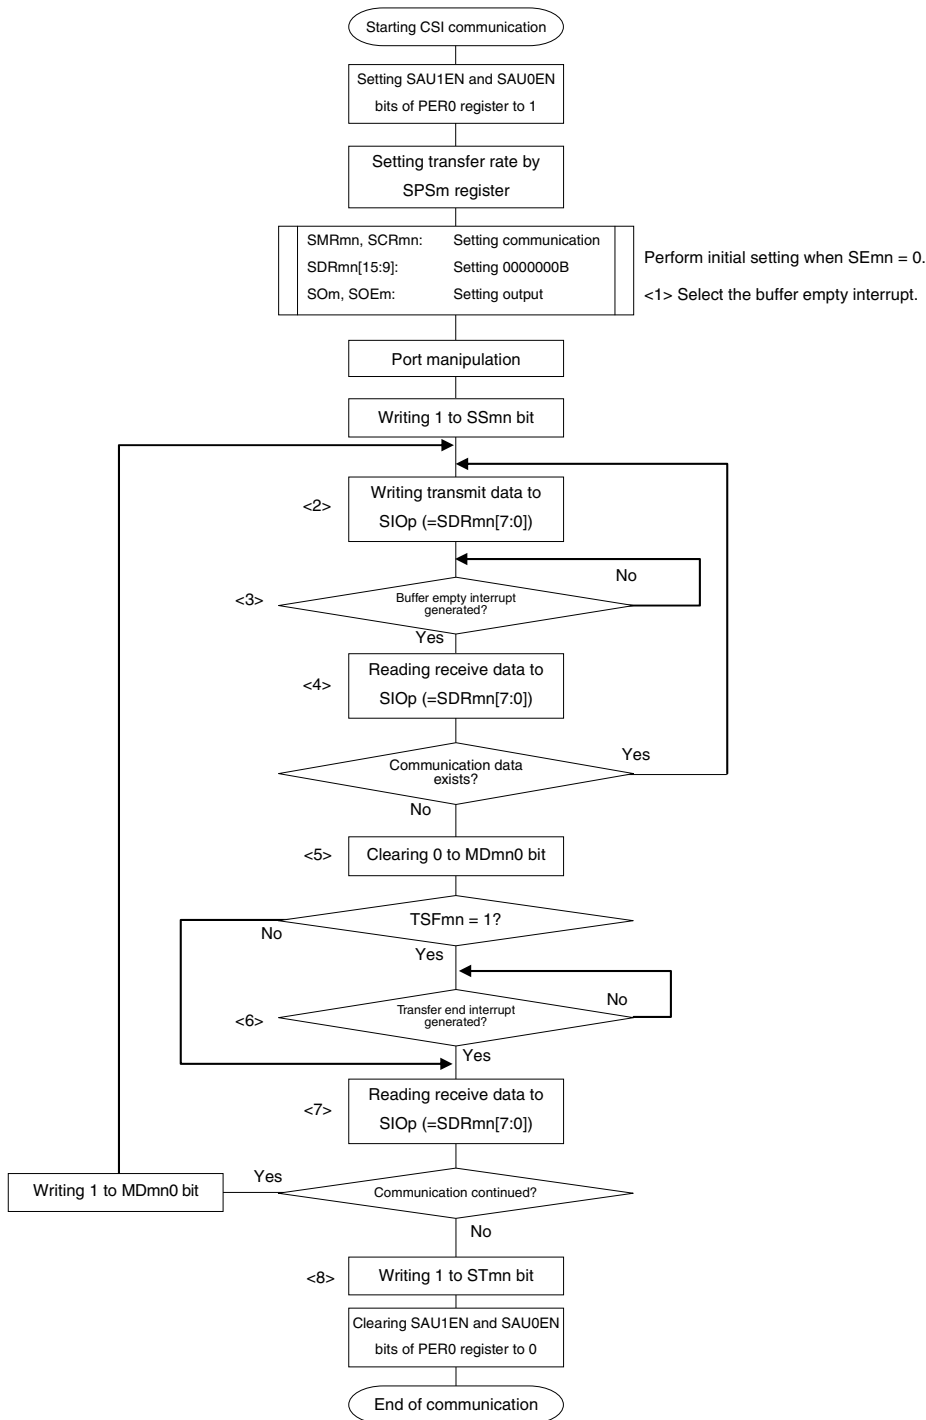 Starting CSI communication
Setting SAU1EN and SAU0EN
bits of PER0 register to 1
Setting transfer rate by
SPSm register
SMRmn, SCRmn: Setting communication
SDRmn[15:9]: Setting 0000000B
SOm, SOEm: Setting output
Perform initial setting when SEmn = 0.
<1> Select the buffer empty interrupt.
Port manipulation
Writing 1 to SSmn bit
<2>
Writing transmit data to
SIOp (=SDRmn[7:0])
No
<3>
Buffer empty interrupt
generated?
Yes
<4>
Reading receive data to
SIOp (=SDRmn[7:0])
Yes
Communication data
exists?
No
<5>
Clearing 0 to MDmn0 bit
TSFmn = 1?
No
Yes
No
<6>
Transfer end interrupt
generated?
Yes
<7>
Reading receive data to
SIOp (=SDRmn[7:0])
Writing 1 to MDmn0 bit
Yes
Communication continued?
No
<8>
Writing 1 to STmn bit
Clearing SAU1EN and SAU0EN
bits of PER0 register to 0
End of communication